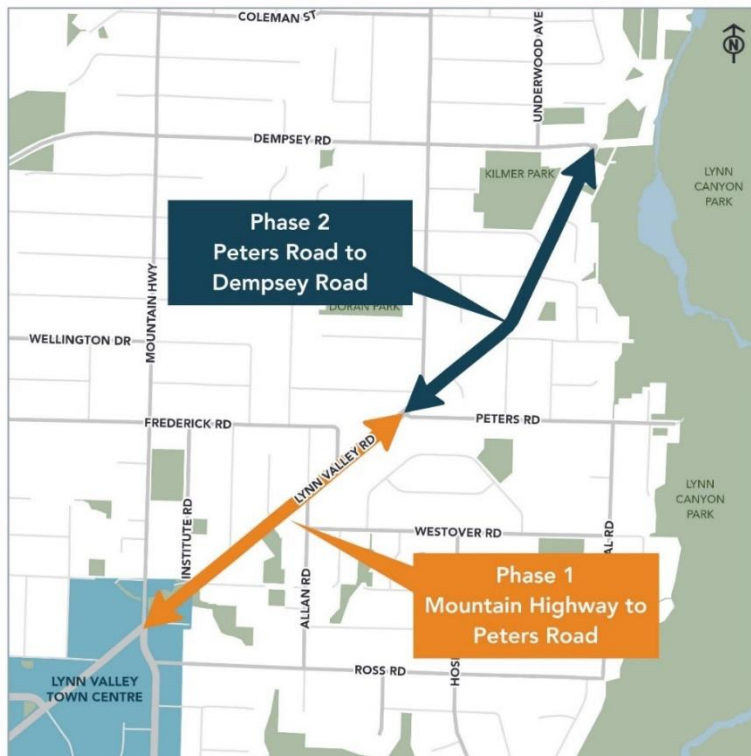 COLEMAN ST
UNDERWOOD AVE
N
DEMPSEY RD
KILMER PARK
LYNN
CANYON
PARK
Phase 2
Peters Road to
Dempsey Road
DORAN PARK
MOUNTAIN HWY
WELLINGTON DR
FREDERICK RD
PETERS RD
LYNN VALLEY RD
LYNN
CANYON
PARK
INSTITUTE RD
WESTOVER RD
AL RD
ALLAN RD
Phase 1
Mountain Highway to
Peters Road
ROSS RD
HOS
LYNN VALLEY
TOWN CENTRE